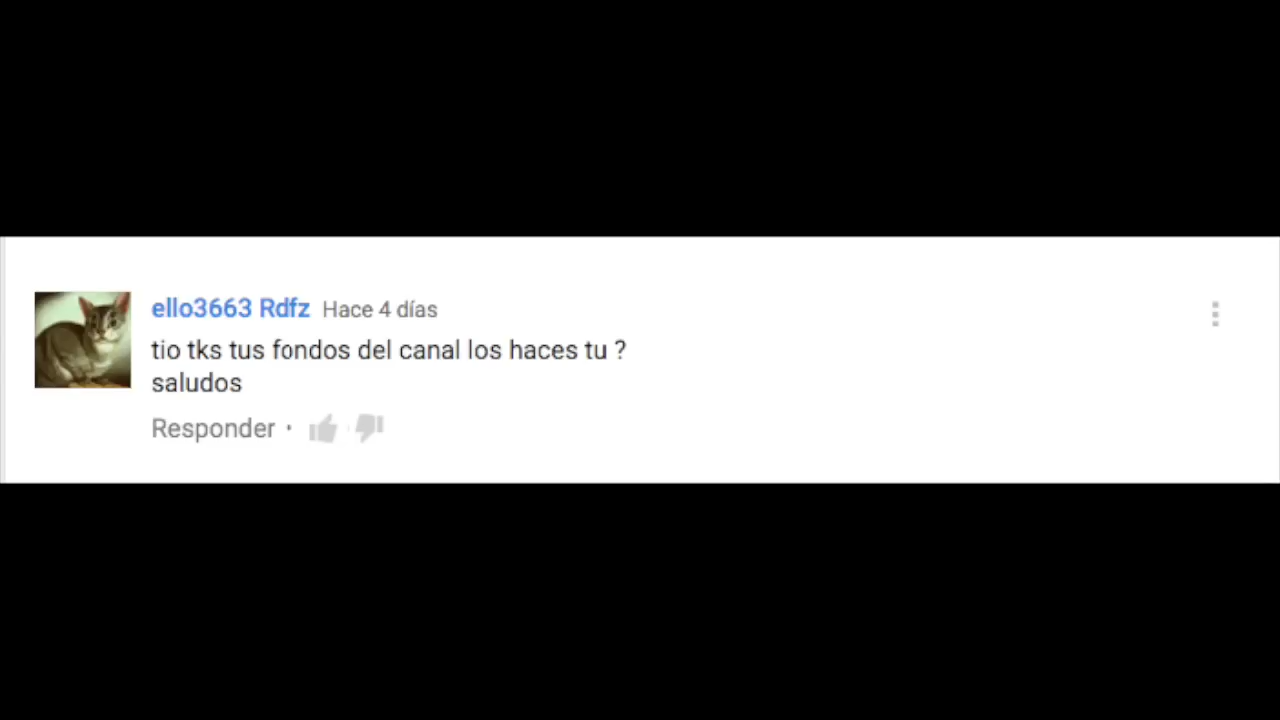 ello3663 Rdfz Hace 4 días
tio tks tus fondos del canal los haces tu ?
saludos
Responder ·